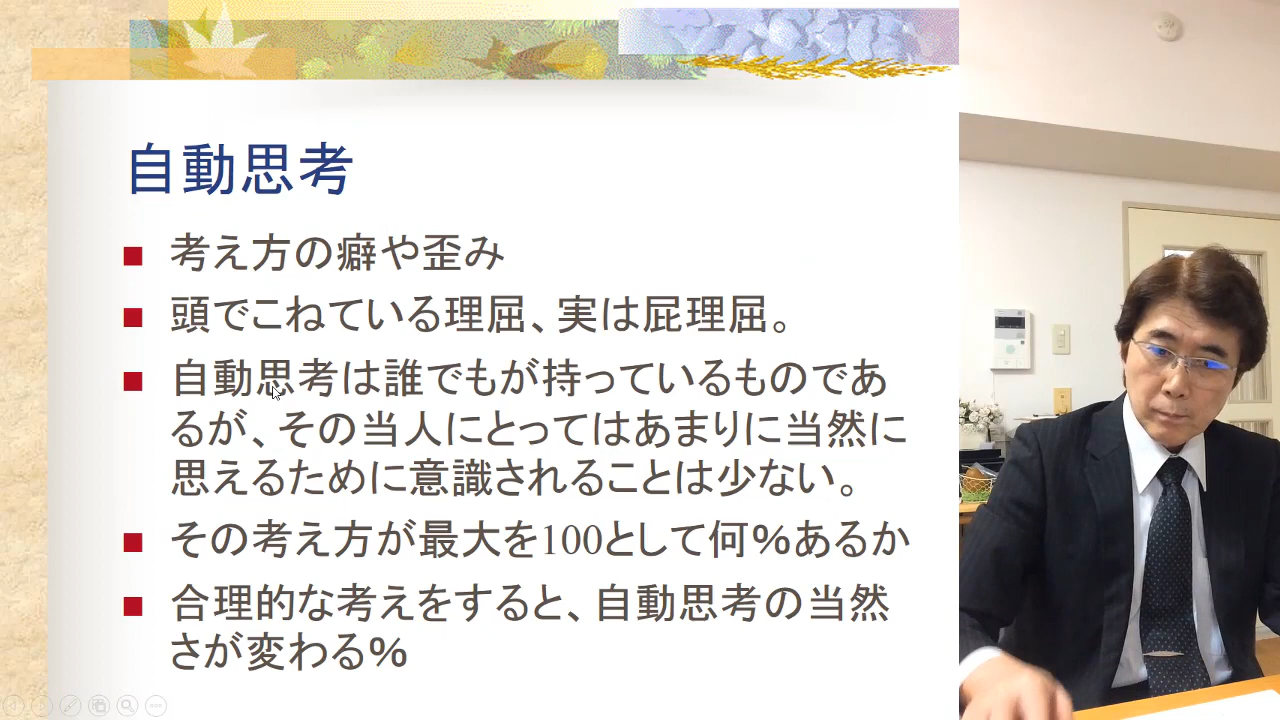 自動思考
■ 考え方の癖や歪み
■ 頭でこねている理屈、実は屁理屈。
■ 自動思考は誰でもが持っているものであ
るが、その当人にとってはあまりに当然に
思えるために意識されることは少ない。
■ その考え方が最大を100として何%あるか
■ 合理的な考えをすると、自動思考の当然
さが変わる%